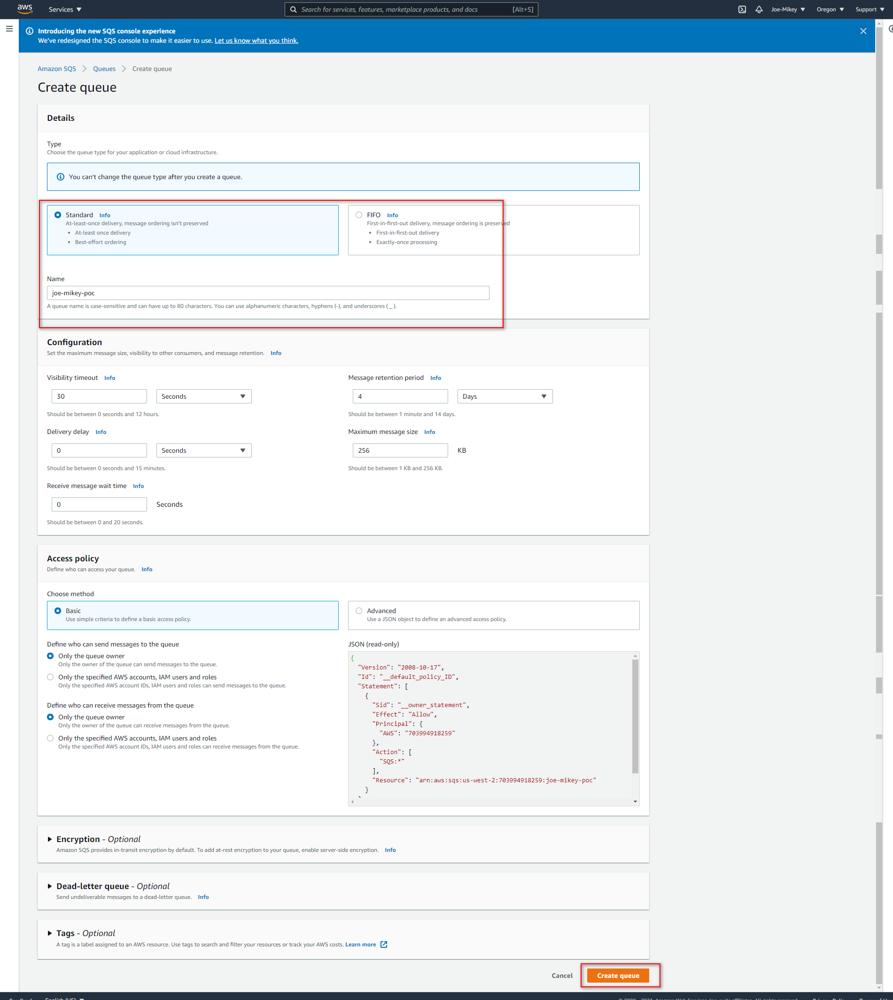 aws Services Search for services, features, marketplace products, and docs [Alt+S] Joe-Mikey Oregon Support
Introducing the new SQS console experience
We've redesigned the SQS console to make it easier to use. Let us know what you think.
Amazon SQS Queues Create queue
Create queue
Details
Type
Choose the queue type for your application or cloud infrastructure.
You can't change the queue type after you create a queue.
Standard Info
At-least-once delivery, message ordering isn't preserved
• At-least once delivery
• Best-effort ordering
FIFO Info
First-in-first-out delivery, message ordering is preserved
• First-in-first-out delivery
• Exactly-once processing
Name
joe-mikey-poc
A queue name is case-sensitive and can have up to 80 characters. You can use alphanumeric characters, hyphens (-), and underscores ( _ ).
Configuration
Set the maximum message size, visibility to other consumers, and message retention. Info
Visibility timeout Info
30 Seconds
Should be between 0 seconds and 12 hours.
Message retention period Info
4 Days
Should be between 1 minute and 14 days.
Delivery delay Info
0 Seconds
Should be between 0 seconds and 15 minutes.
Maximum message size Info
256 KB
Should be between 1 KB and 256 KB.
Receive message wait time Info
0 Seconds
Should be between 0 and 20 seconds.
Access policy
Define who can access your queue. Info
Choose method
Basic
Use simple criteria to define a basic access policy.
Advanced
Use a JSON object to define an advanced access policy.
Define who can send messages to the queue
Only the queue owner
Only the owner of the queue can send messages to the queue.
Only the specified AWS accounts, IAM users and roles
Only the specified AWS account IDs, IAM users and roles can send messages to the queue.
Define who can receive messages from the queue
Only the queue owner
Only the owner of the queue can receive messages from the queue.
Only the specified AWS accounts, IAM users and roles
Only the specified AWS account IDs, IAM users and roles can receive messages from the queue.
JSON (read-only)
{
"Version": "2008-10-17",
"Id": "__default_policy_ID",
"Statement": [
{
"Sid": "__owner_statement",
"Effect": "Allow",
"Principal": {
"AWS": "703994918259"
},
"Action": [
"SQS:*"
],
"Resource": "arn:aws:sqs:us-west-2:703994918259:joe-mikey-poc"
}
Encryption - Optional
Amazon SQS provides in-transit encryption by default. To add at-rest encryption to your queue, enable server-side encryption. Info
Dead-letter queue - Optional
Send undeliverable messages to a dead-letter queue. Info
Tags - Optional
A tag is a label assigned to an AWS resource. Use tags to search and filter your resources or track your AWS costs. Learn more
Cancel Create queue